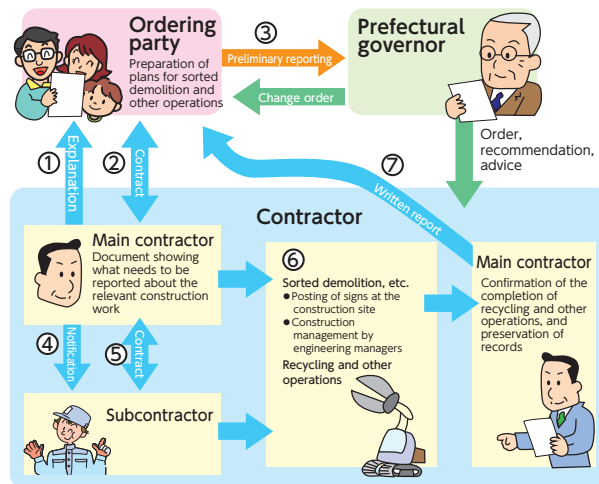 Ordering
party
Preparation of
plans for sorted
demolition and
other operations
③
Preliminary reporting
Change order
Prefectural
governor
Order,
recommendation,
advice
①
Explanation
②
Contract
⑦
Written report
Contractor
Main contractor
Document showing
what needs to be
reported about the
relevant construction
work
④
Notification
⑤
Contract
Subcontractor
⑥
Sorted demolition, etc.
●Posting of signs at the
construction site
●Construction
management by
engineering managers
Recycling and other
operations
Main contractor
Confirmation of the
completion of
recycling and other
operations, and
preservation of
records